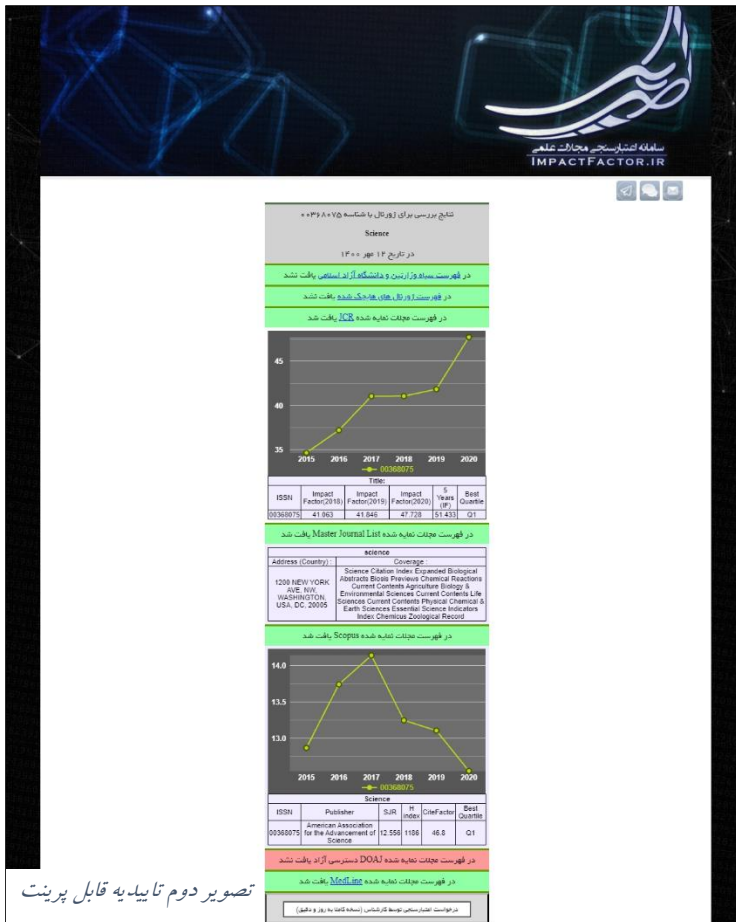 سامانه اعتبارسنجی مجلات علمی
IMPACTFACTOR.IR
نتایج بررسی برای ژورنال با شناسه ۰۰۳۶۸۰۷۵
Science
در تاریخ ۱۲ مهر ۱۴۰۰
در فهرست سیاه وزارتین و دانشگاه آزاد اسلامی یافت نشد
در فهرست ژورنال های هایجک شده یافت نشد
در فهرست مجلات نمایه شده JCR یافت شد
45
40
35
2015 2016 2017 2018 2019 2020
00368075
Title:
ISSN Impact Factor(2018) Impact Factor(2019) Impact Factor(2020) 5 Years (IF) Best Quartile
00368075 41.063 41.846 47.728 51.433 Q1
در فهرست مجلات نمایه شده Master Journal List یافت شد
science
Address (Country) : Coverage :
1200 NEW YORK AVE, NW, WASHINGTON, USA, DC, 20005
Science Citation Index Expanded Biological
Abstracts Biosis Previews Chemical Reactions
Current Contents Agriculture Biology &
Environmental Sciences Current Contents Life
Sciences Current Contents Physical Chemical &
Earth Sciences Essential Science Indicators
Index Chemicus Zoological Record
در فهرست مجلات نمایه شده Scopus یافت شد
14.0
13.5
13.0
2015 2016 2017 2018 2019 2020
00368075
Science
ISSN Publisher SJR H index CiteFactor Best Quartile
00368075 American Association for the Advancement of Science 12.556 1186 46.8 Q1
در فهرست مجلات نمایه شده DOAJ دسترسی آزاد یافت نشد
در فهرست مجلات نمایه شده MedLine یافت شد
درخواست اعتبارسنجی توسط کارشناس (نسخه کاملا به روز و دقیق)
تصویر دوم تاییدیه قابل پرینت